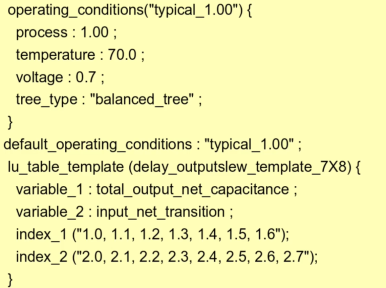 operating_conditions("typical_1.00") {
process : 1.00 ;
temperature : 70.0 ;
voltage : 0.7 ;
tree_type : "balanced_tree" ;
}
default_operating_conditions : "typical_1.00" ;
lu_table_template (delay_outputslew_template_7X8) {
variable_1 : total_output_net_capacitance ;
variable_2 : input_net_transition ;
index_1 ("1.0, 1.1, 1.2, 1.3, 1.4, 1.5, 1.6");
index_2 ("2.0, 2.1, 2.2, 2.3, 2.4, 2.5, 2.6, 2.7");
}